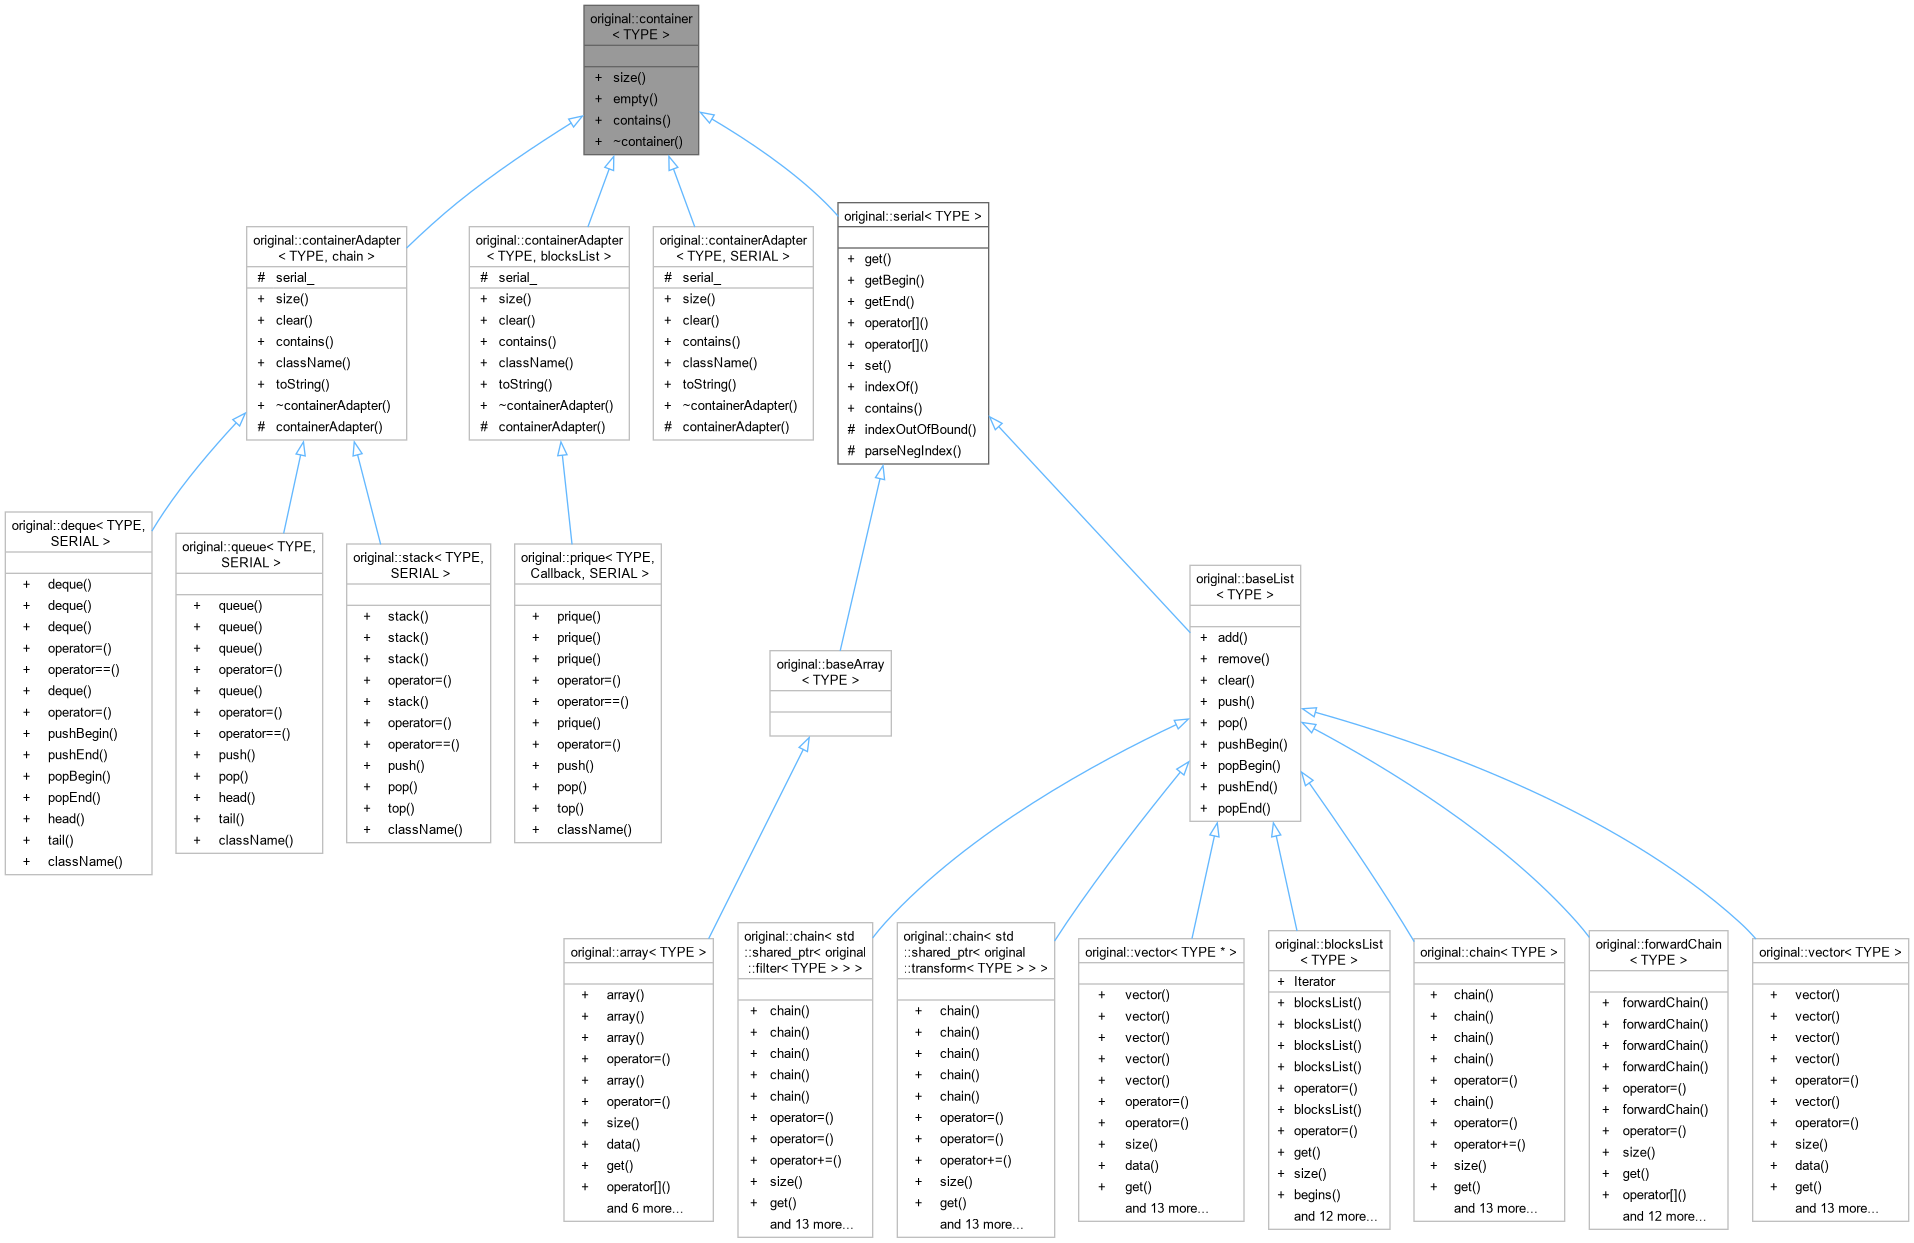 original::container
< TYPE >
+ size()
+ empty()
+ contains()
+ ~container()
original::containerAdapter
< TYPE, chain >
# serial_
+ size()
+ clear()
+ contains()
+ className()
+ toString()
+ ~containerAdapter()
# containerAdapter()
original::containerAdapter
< TYPE, blocksList >
# serial_
+ size()
+ clear()
+ contains()
+ className()
+ toString()
+ ~containerAdapter()
# containerAdapter()
original::containerAdapter
< TYPE, SERIAL >
# serial_
+ size()
+ clear()
+ contains()
+ className()
+ toString()
+ ~containerAdapter()
# containerAdapter()
original::serial< TYPE >
+ get()
+ getBegin()
+ getEnd()
+ operator[]()
+ operator[]()
+ set()
+ indexOf()
+ contains()
# indexOutOfBound()
# parseNegIndex()
original::deque< TYPE,
SERIAL >
+ deque()
+ deque()
+ deque()
+ operator=()
+ operator==()
+ deque()
+ operator=()
+ pushBegin()
+ pushEnd()
+ popBegin()
+ popEnd()
+ head()
+ tail()
+ className()
original::queue< TYPE,
SERIAL >
+ queue()
+ queue()
+ queue()
+ operator=()
+ queue()
+ operator=()
+ operator==()
+ push()
+ pop()
+ head()
+ tail()
+ className()
original::stack< TYPE,
SERIAL >
+ stack()
+ stack()
+ stack()
+ operator=()
+ stack()
+ operator=()
+ operator==()
+ push()
+ pop()
+ top()
+ className()
original::prique< TYPE,
Callback, SERIAL >
+ prique()
+ prique()
+ prique()
+ operator=()
+ operator==()
+ prique()
+ operator=()
+ push()
+ pop()
+ top()
+ className()
original::baseArray
< TYPE >
original::baseList
< TYPE >
+ add()
+ remove()
+ clear()
+ push()
+ pop()
+ pushBegin()
+ popBegin()
+ pushEnd()
+ popEnd()
original::array< TYPE >
+ array()
+ array()
+ array()
+ operator=()
+ array()
+ operator=()
+ size()
+ data()
+ get()
+ operator[]()
and 6 more...
original::chain< std
::shared_ptr< original
::filter< TYPE > > >
+ chain()
+ chain()
+ chain()
+ chain()
+ chain()
+ operator=()
+ operator=()
+ operator+=()
+ size()
+ get()
and 13 more...
original::chain< std
::shared_ptr< original
::transform< TYPE > > >
+ chain()
+ chain()
+ chain()
+ chain()
+ chain()
+ operator=()
+ operator=()
+ operator+=()
+ size()
+ get()
and 13 more...
original::vector< TYPE * >
+ vector()
+ vector()
+ vector()
+ vector()
+ vector()
+ operator=()
+ operator=()
+ size()
+ data()
+ get()
and 13 more...
original::blocksList
< TYPE >
+ Iterator
+ blocksList()
+ blocksList()
+ blocksList()
+ blocksList()
+ operator=()
+ blocksList()
+ operator=()
+ get()
+ size()
+ begins()
and 12 more...
original::chain< TYPE >
+ chain()
+ chain()
+ chain()
+ chain()
+ operator=()
+ chain()
+ operator=()
+ operator+=()
+ size()
+ get()
and 13 more...
original::forwardChain
< TYPE >
+ forwardChain()
+ forwardChain()
+ forwardChain()
+ forwardChain()
+ operator=()
+ forwardChain()
+ operator=()
+ size()
+ get()
+ operator[]()
and 12 more...
original::vector< TYPE >
+ vector()
+ vector()
+ vector()
+ vector()
+ operator=()
+ vector()
+ operator=()
+ size()
+ data()
+ get()
and 13 more...